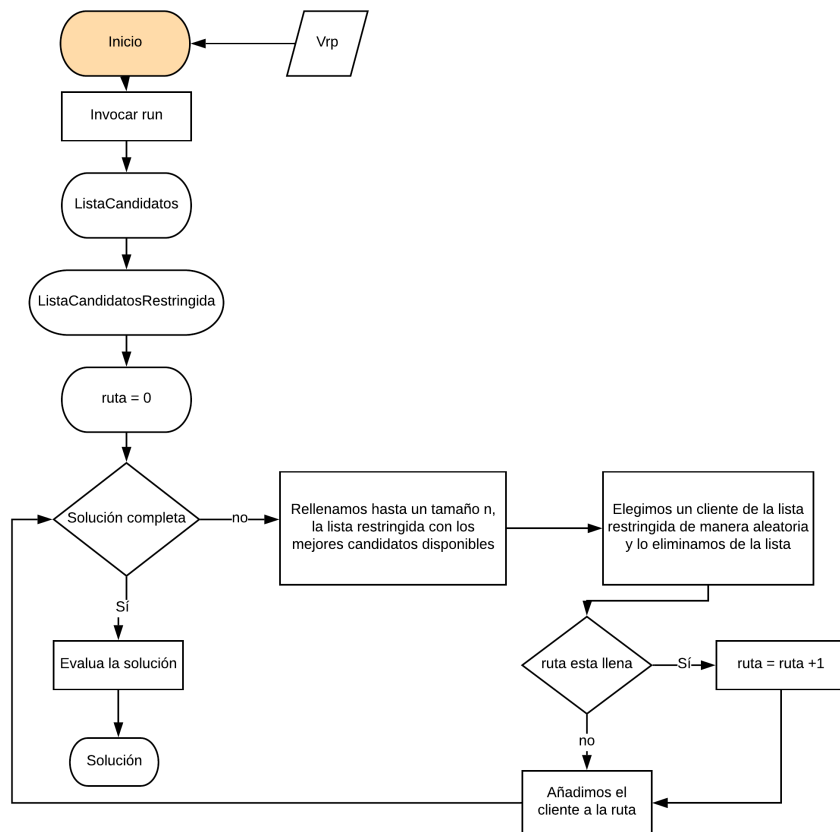 Inicio
Vrp
Invocar run
ListaCandidatos
ListaCandidatosRestringida
ruta = 0
Solución completa
no
Rellenamos hasta un tamaño n,
la lista restringida con los
mejores candidatos disponibles
Elegimos un cliente de la lista
restringida de manera aleatoria
y lo eliminamos de la lista
Sí
Evalua la solución
Solución
ruta esta llena
Sí
ruta = ruta +1
no
Añadimos el
cliente a la ruta